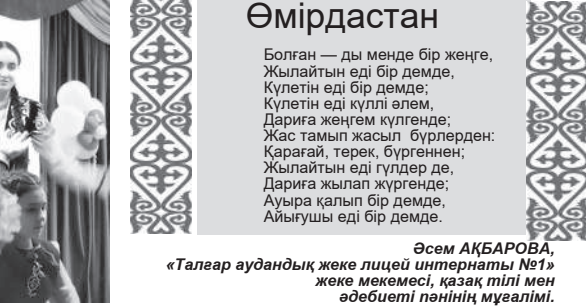 Өмірдастан
Болған — ды менде бір жеңге,
Жылайтын еді бір демде,
Күлетін еді бір демде;
Күлетін еді күллі әлем,
Дариға жеңгем күлгенде;
Жас тамып жасыл бүрлерден:
Қарағай, терек, бүргеннен;
Жылайтын еді гүлдер де,
Дариға жылап жүргенде;
Ауыра қалып бір демде,
Айығушы еді бір демде.
Әсем АҚБАРОВА,
«Талғар аудандық жеке лицей интернаты №1»
жеке мекемесі, қазақ тілі мен
әдебиеті пәнінің мұғалімі.